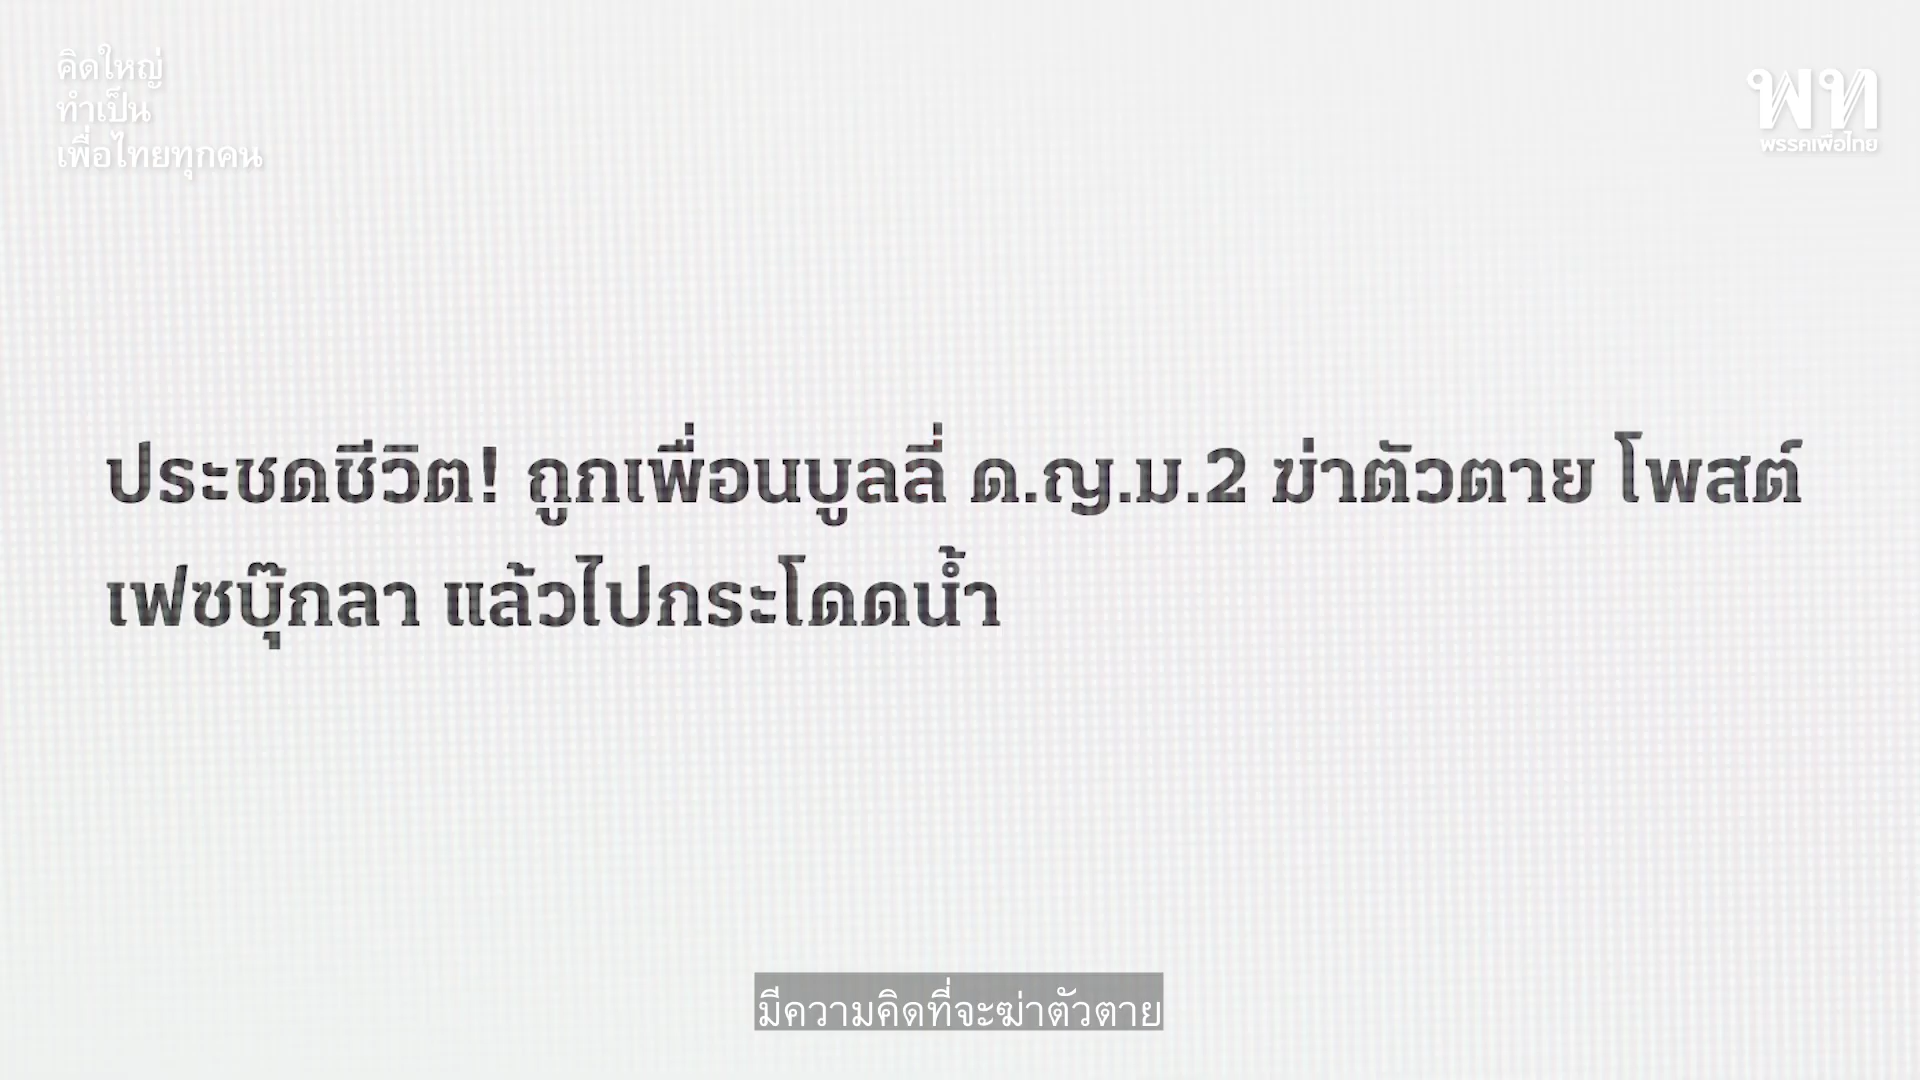 คิดใหญ่
ทำเป็น
เพื่อไทยทุกคน
พท
พรรคเพื่อไทย
ประชดชีวิต! ถูกเพื่อนบูลลี่ ด.ญ.ม.2 ฆ่าตัวตาย โพสต์
เฟซบุ๊กลา แล้วไปกระโดดน้ำ
มีความคิดที่จะฆ่าตัวตาย